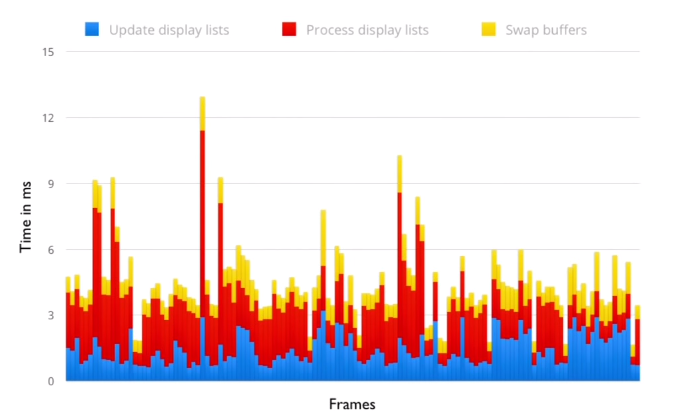 Update display lists Process display lists Swap buffers
15
12
9
6
3
0
Time in ms
Frames